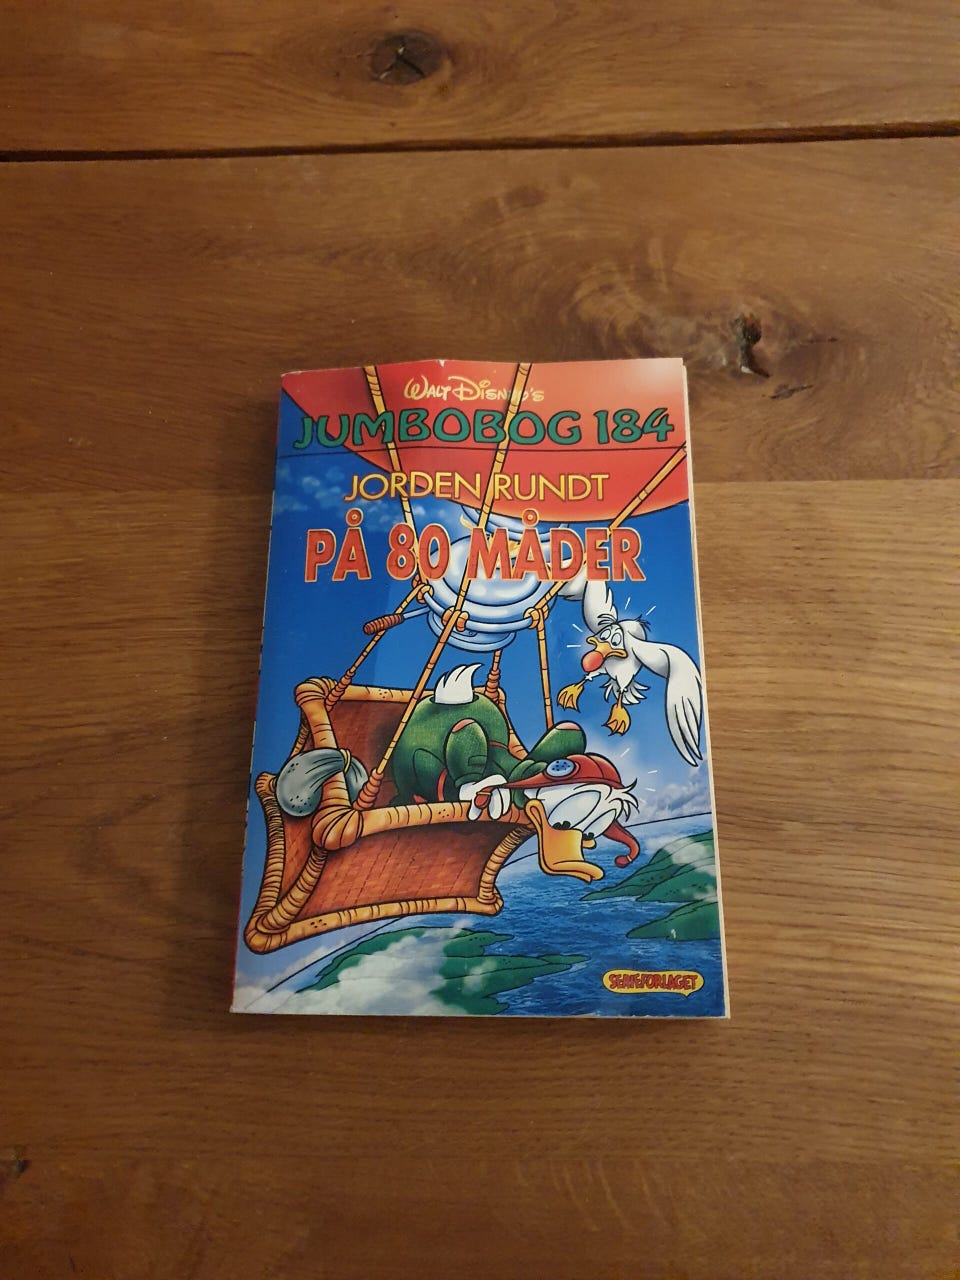 WALT DISNEY'S
JUMBOBOG 184
JORDEN RUNDT
PÅ 80 MÅDER
SERIEFORLAGET